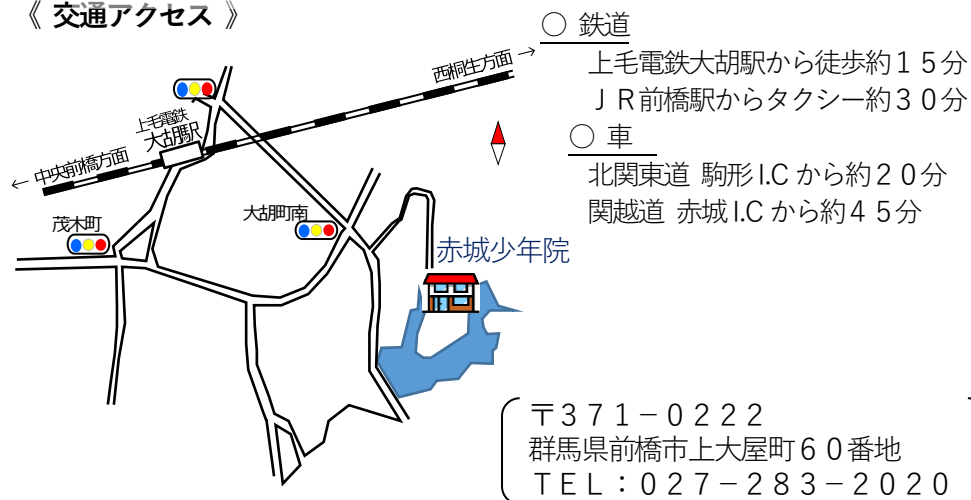 《 交通アクセス 》
○ 鉄道
上毛電鉄大胡駅から徒歩約１５分
ＪＲ前橋駅からタクシー約３０分
○ 車
北関東道 駒形I.Cから約２０分
関越道 赤城I.Cから約４５分
西桐生方面 →
上毛電鉄
大胡駅
← 中央前橋方面
茂木町
大胡町南
赤城少年院
〒３７１－０２２２
群馬県前橋市上大屋町６０番地
ＴＥＬ：０２７－２８３－２０２０